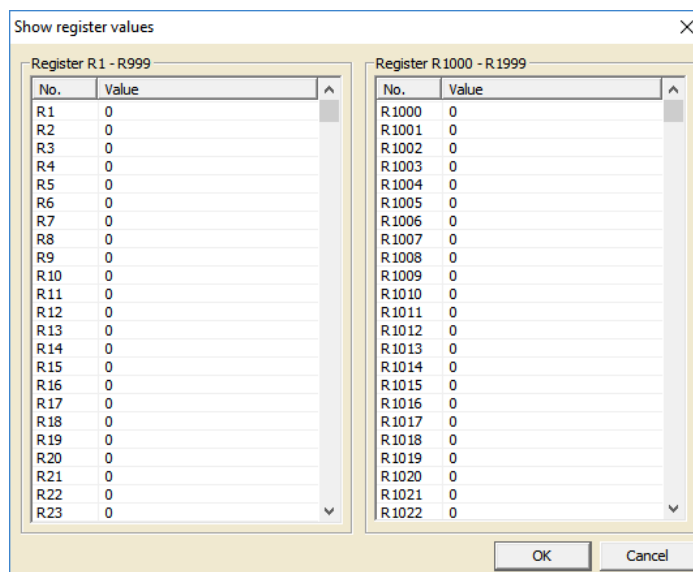 Show register values
Register R1 - R999
No. Value
R1 0
R2 0
R3 0
R4 0
R5 0
R6 0
R7 0
R8 0
R9 0
R10 0
R11 0
R12 0
R13 0
R14 0
R15 0
R16 0
R17 0
R18 0
R19 0
R20 0
R21 0
R22 0
R23 0
Register R1000 - R1999
No. Value
R1000 0
R1001 0
R1002 0
R1003 0
R1004 0
R1005 0
R1006 0
R1007 0
R1008 0
R1009 0
R1010 0
R1011 0
R1012 0
R1013 0
R1014 0
R1015 0
R1016 0
R1017 0
R1018 0
R1019 0
R1020 0
R1021 0
R1022 0
OK Cancel